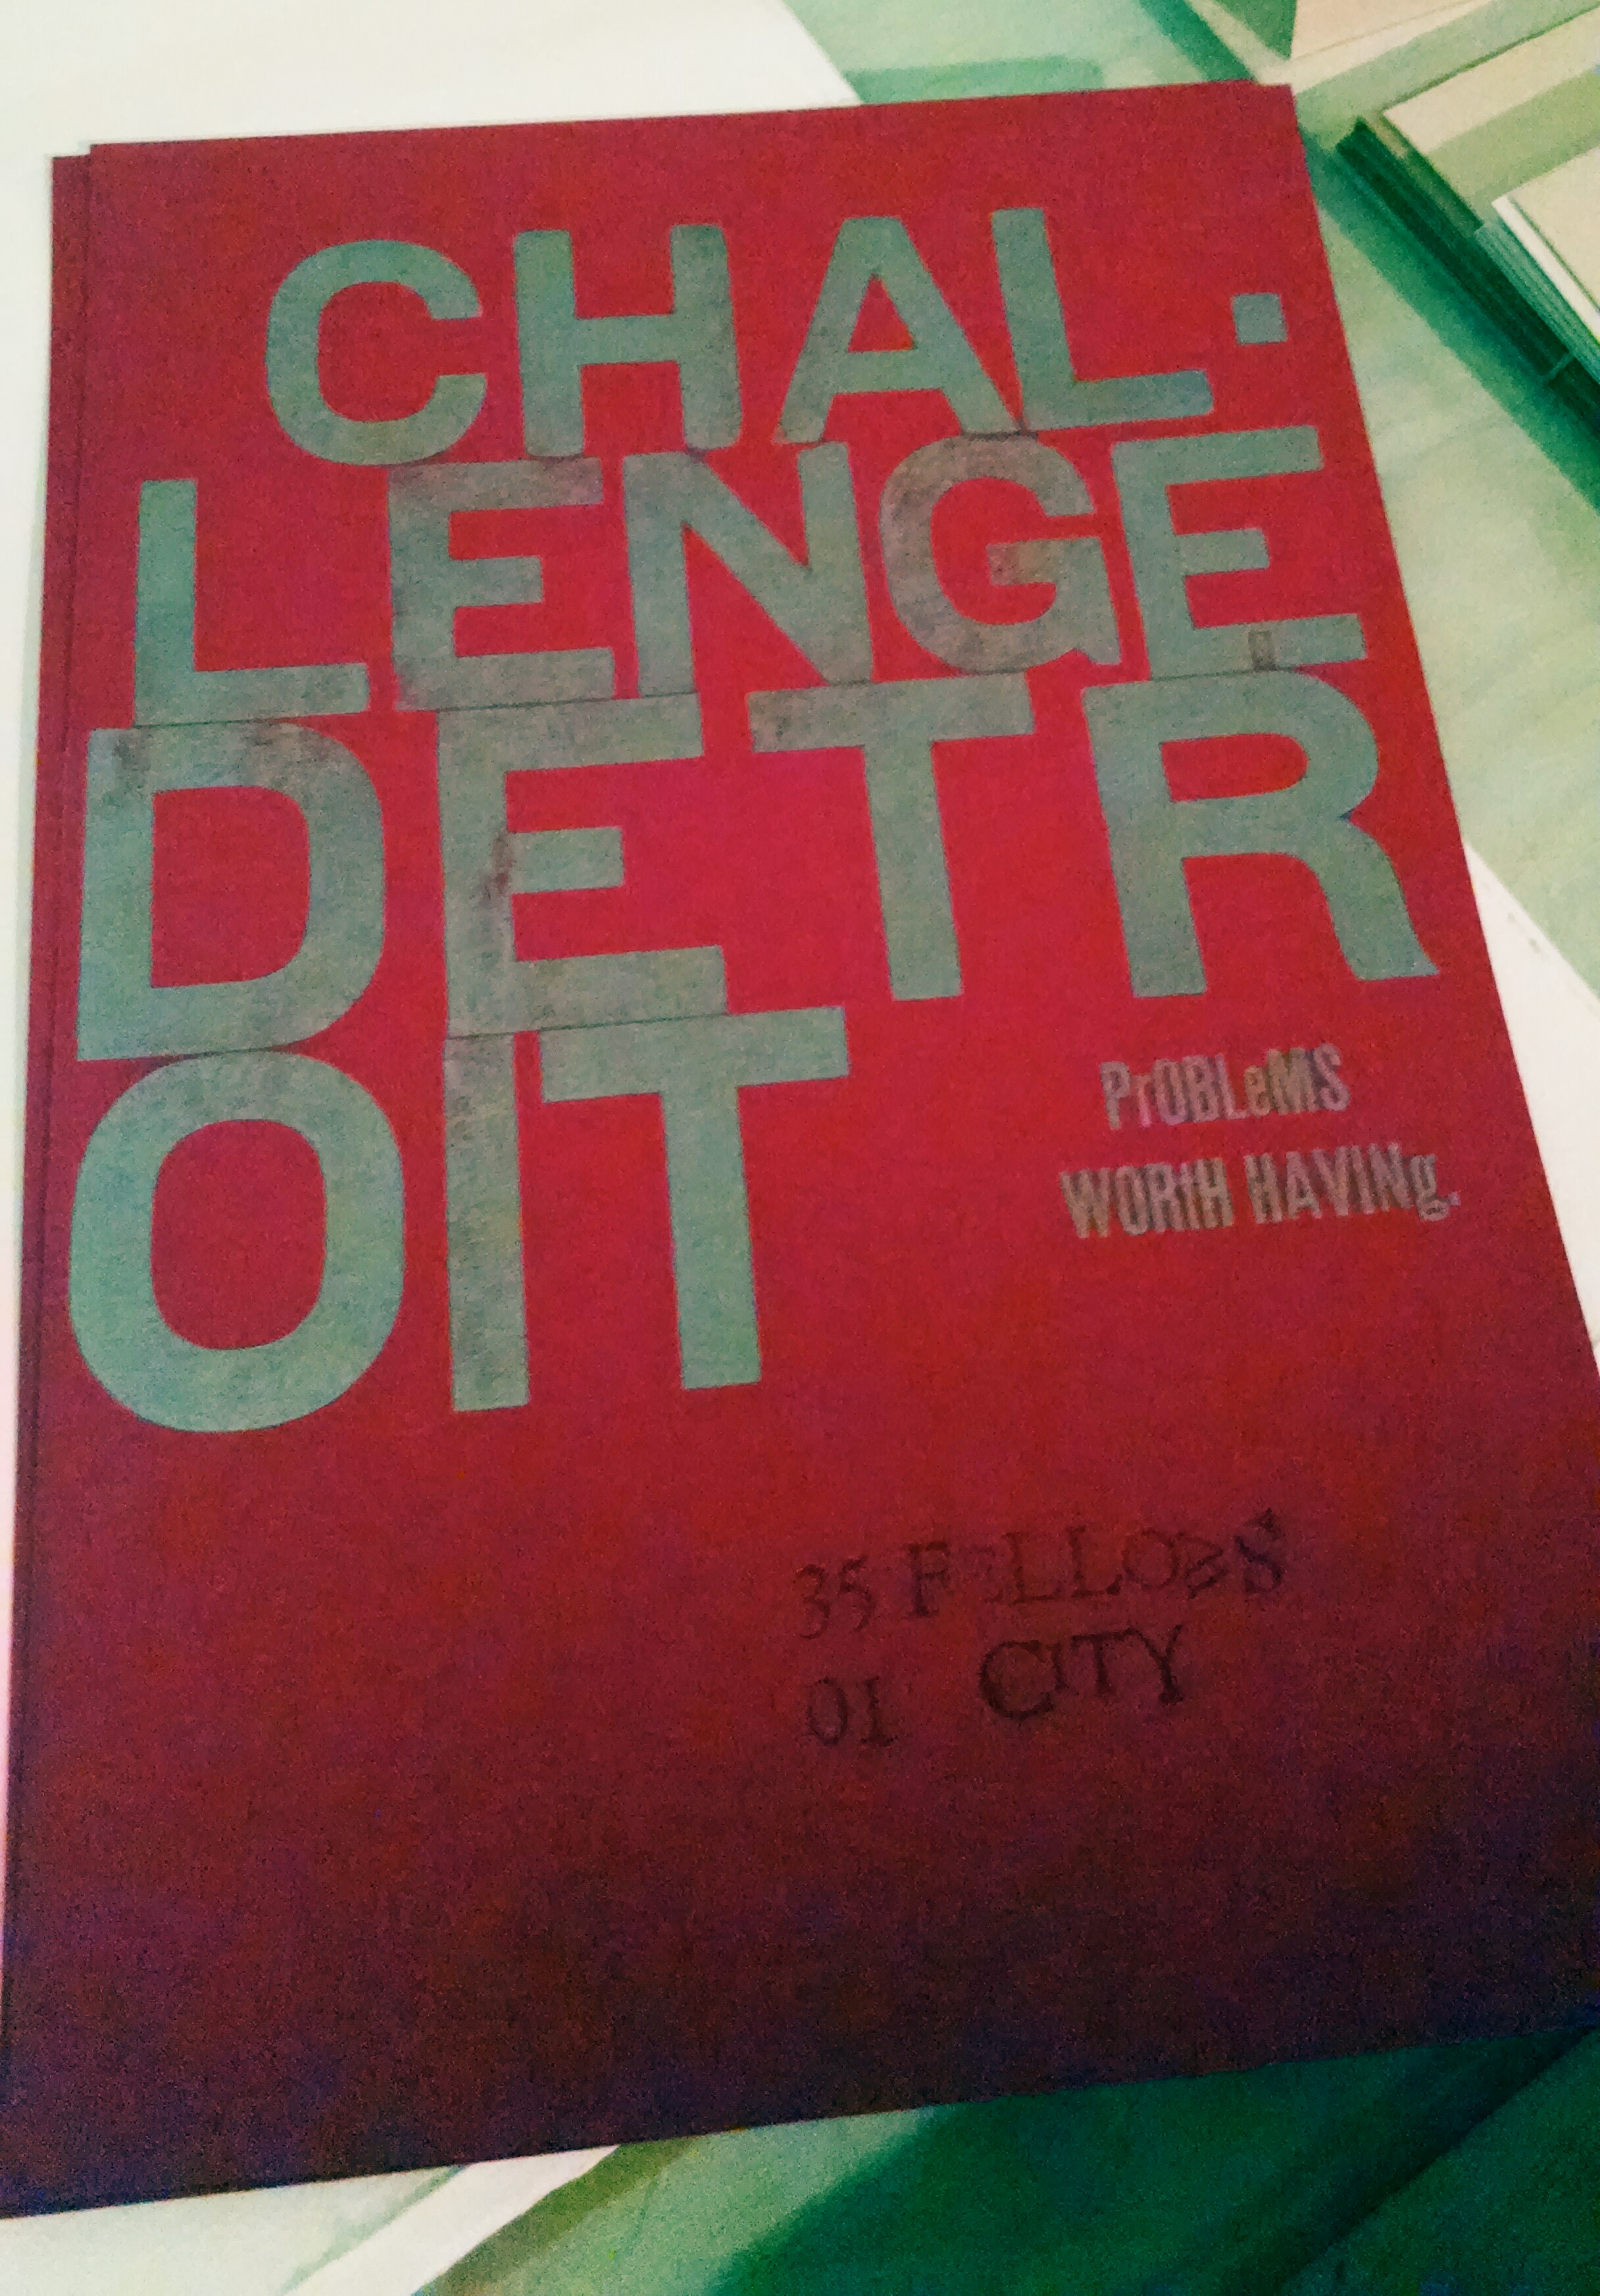 CHAL·
LENGE
DETR
OIT
PrOBLeMS
WORtH HAVINg.
35 FELLOWS
01 CITY